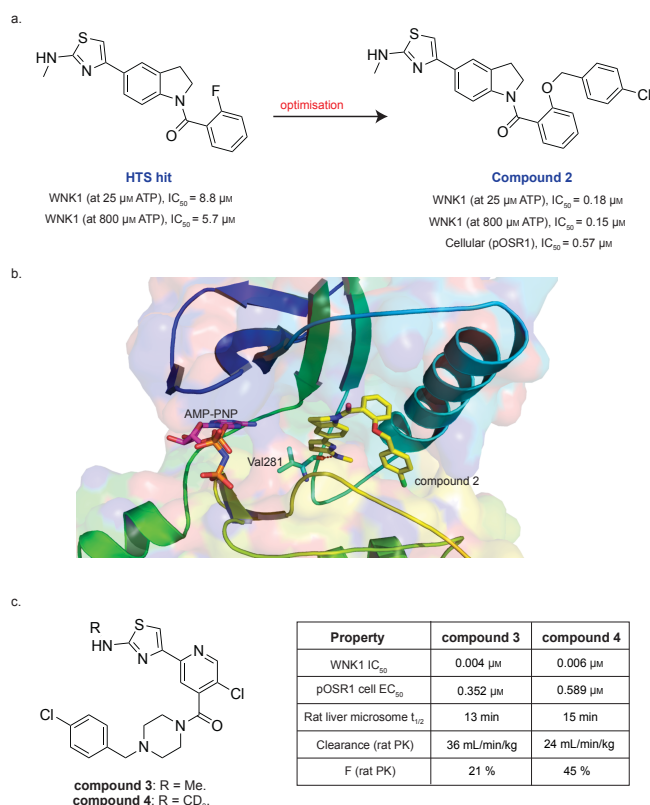 a.
S
HN
N
N
O
F
optimisation
S
HN
N
N
O
O
Cl
HTS hit
WNK1 (at 25 µM ATP), IC50 = 8.8 µM
WNK1 (at 800 µM ATP), IC50 = 5.7 µM
Compound 2
WNK1 (at 25 µM ATP), IC50 = 0.18 µM
WNK1 (at 800 µM ATP), IC50 = 0.15 µM
Cellular (pOSR1), IC50 = 0.57 µM
b.
AMP-PNP
Val281
compound 2
c.
R
HN
S
N
N
Cl
Cl
N
N
O
compound 3: R = Me.
compound 4: R = CD
Property compound 3 compound 4
WNK1 IC50 0.004 µM 0.006 µM
pOSR1 cell EC50 0.352 µM 0.589 µM
Rat liver microsome t1/2 13 min 15 min
Clearance (rat PK) 36 mL/min/kg 24 mL/min/kg
F (rat PK) 21 % 45 %